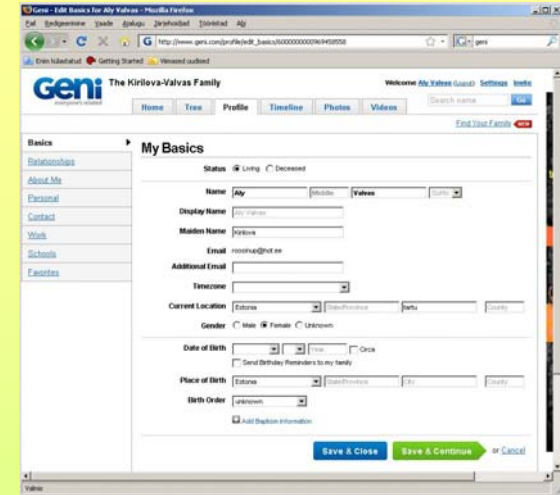 Geni - Edit Basics for Aly Valvas - Mozilla Firefox
Fail Redigeerimine Vaade Ajalugu Järjehoidjad Tööriistad Abi
http://www.geni.com/profile/edit_basics/6000000000969458558
geni
Enim külastatud Getting Started Viimased uudised
Geni
everyone's related
The Kirilova-Valvas Family
Welcome Aly Valvas (Logout) Settings Invite
Search name Go
Home Tree Profile Timeline Photos Videos
Find Your Family NEW
Basics
Relationships
About Me
Personal
Contact
Work
Schools
Favorites
My Basics
Status Living Deceased
Name Aly Middle Valvas Suffix
Display Name Aly Valvas
Maiden Name Kirilova
Email roosinup@hot.ee
Additional Email
Timezone
Current Location Estonia State/Province tartu County
Gender Male Female Unknown
Date of Birth Year Circa
Send Birthday Reminders to my family
Place of Birth Estonia State/Province City County
Birth Order unknown
Add Baptism Information
Save & Close Save & Continue or Cancel
Valmis